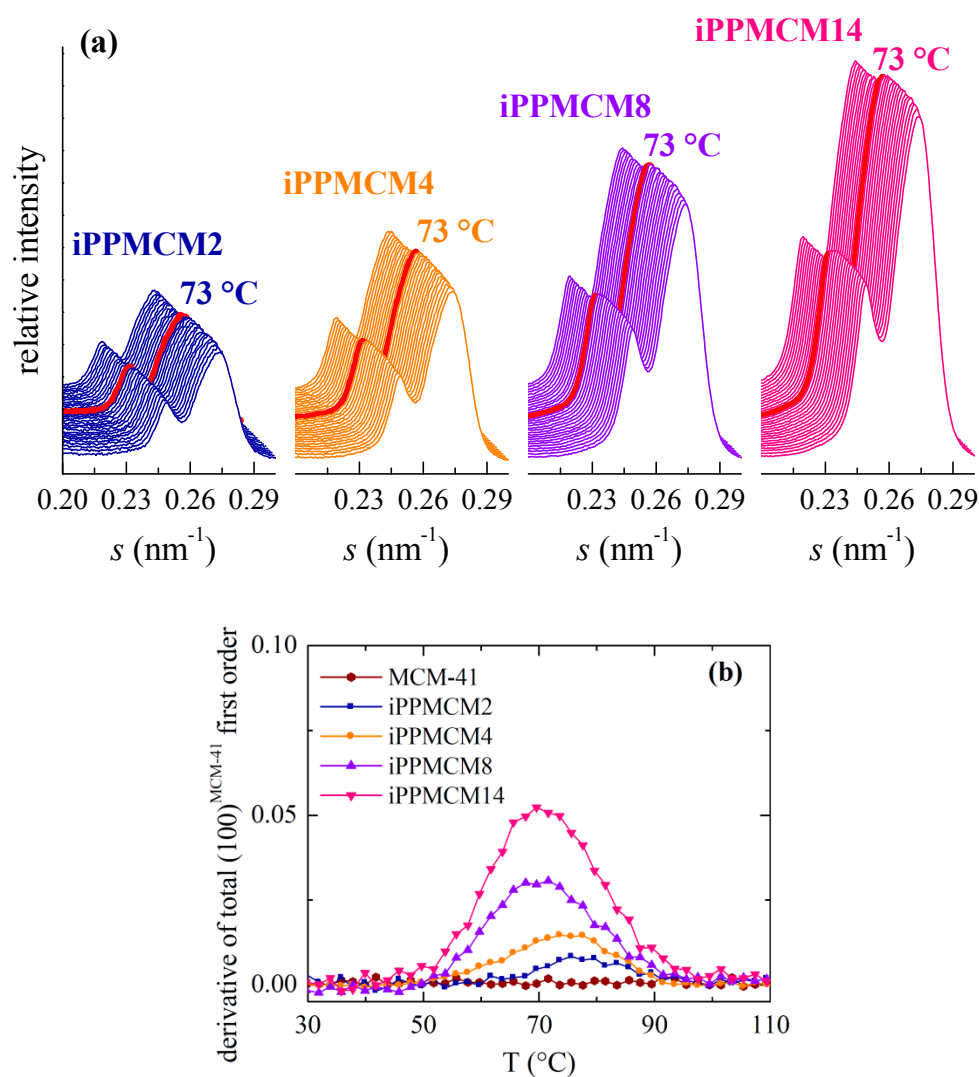 (a)
iPPMCM14
73 °C
iPPMCM8
73 °C
iPPMCM4
73 °C
iPPMCM2
73 °C
relative intensity
0.20 0.23 0.26 0.29
0.23 0.26 0.29
0.23 0.26 0.29
0.23 0.26 0.29
s (nm-1)
s (nm-1)
s (nm-1)
s (nm-1)
(b)
derivative of total (100)MCM-41 first order
0.10
0.05
0.00
MCM-41
iPPMCM2
iPPMCM4
iPPMCM8
iPPMCM14
30 50 70 90 110
T (°C)